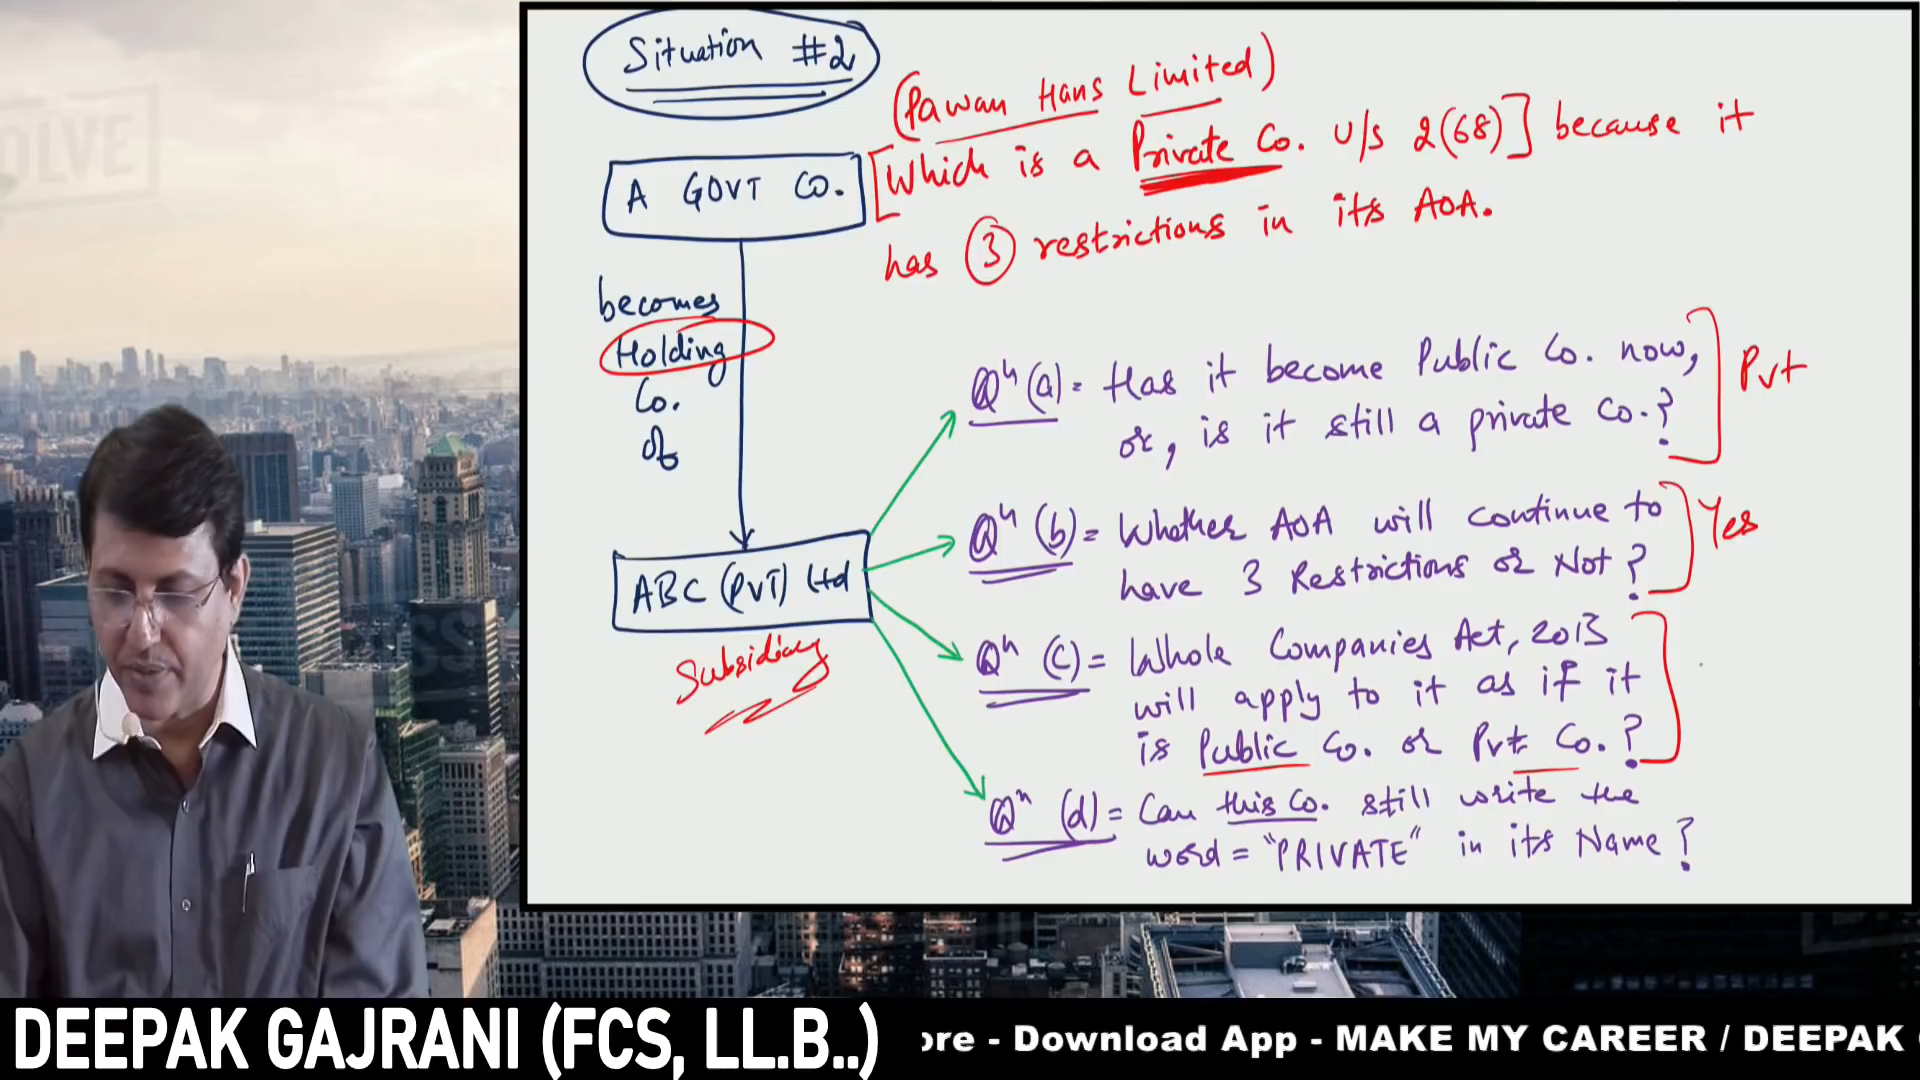 OLVE
Situation #2
(Pawan Hans Limited)
A GOVT CO.
[Which is a Private Co. u/s 2(68)] because it
has ③ restrictions in its AOA.
becomes
Holding
Co.
of
ABC (PVT) Ltd
Subsidiary
Qⁿ (a) = Has it become Public Co. now,
or, is it still a private Co.?
Pvt
Qⁿ (b) = Whether AOA will continue to
have 3 Restrictions or Not?
Yes
Qⁿ (c) = Whole Companies Act, 2013
will apply to it as if it
is Public Co. or Pvt Co.?
Qⁿ (d) = Can this Co. still write the
word = "PRIVATE" in its Name?
DEEPAK GAJRANI (FCS, LL.B..)
ore - Download App - MAKE MY CAREER / DEEPAK